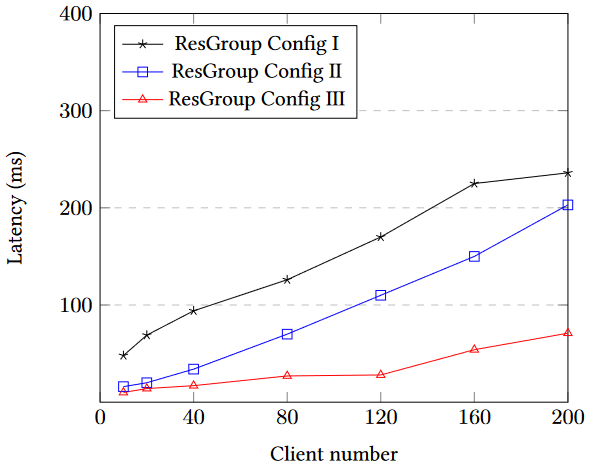 400
300
200
100
Latency (ms)
ResGroup Config I
ResGroup Config II
ResGroup Config III
0 40 80 120 160 200
Client number